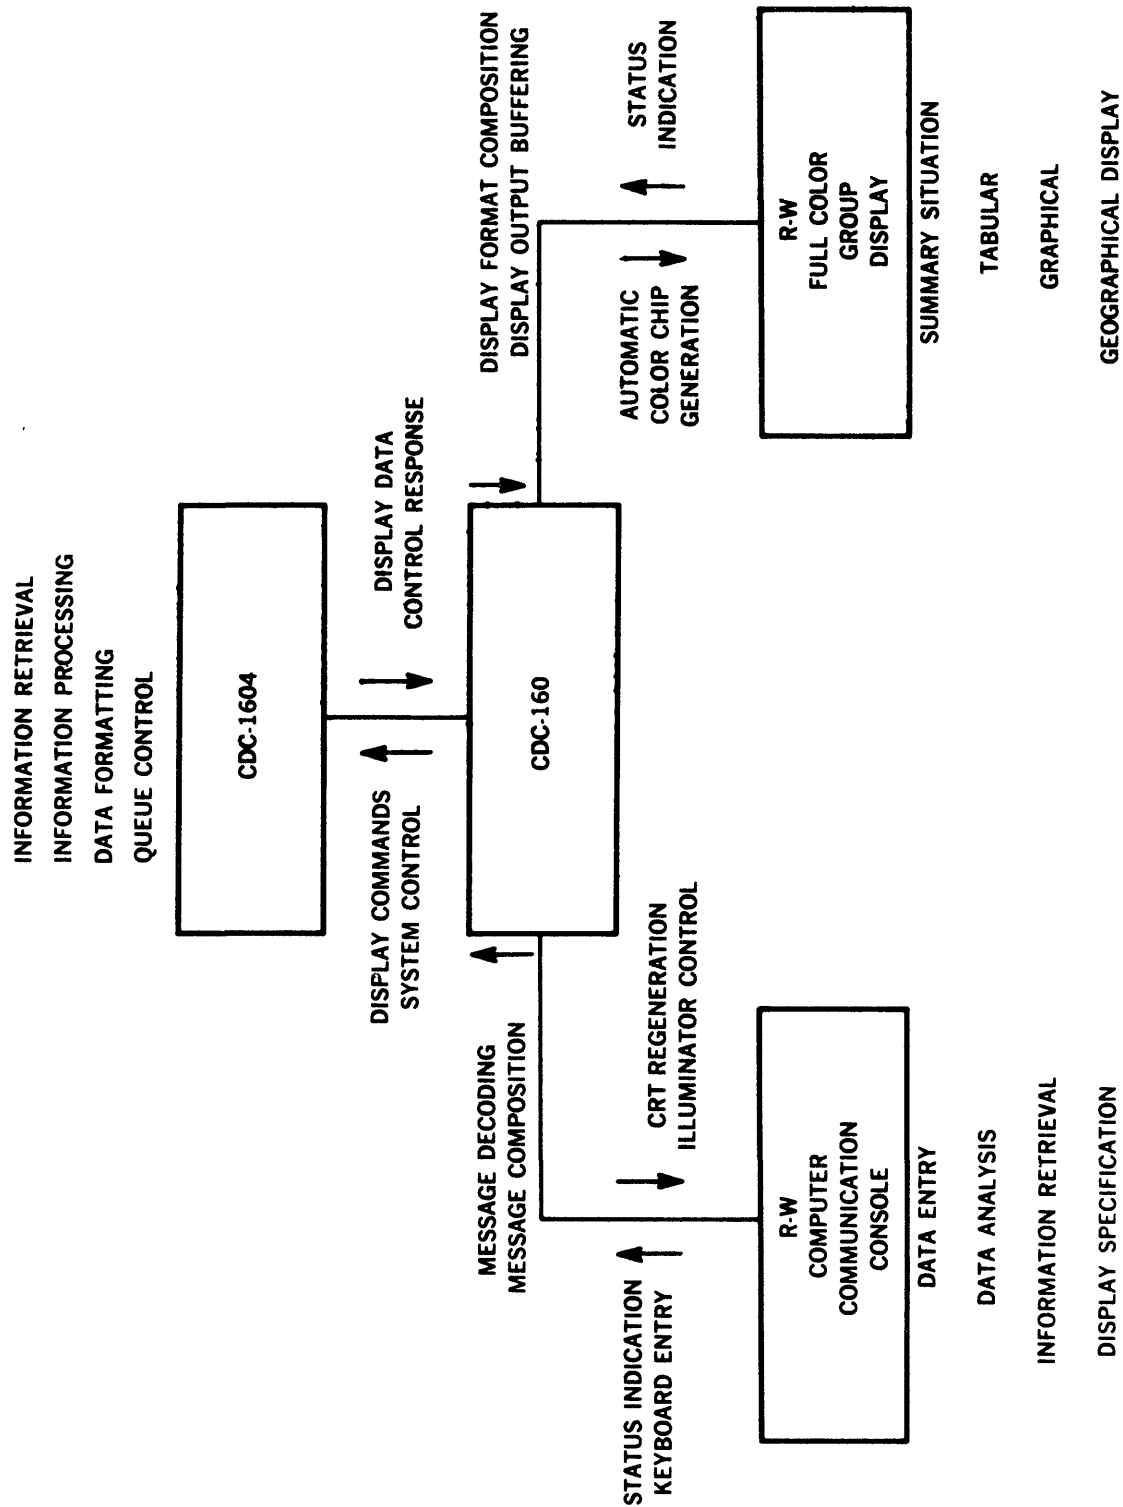 INFORMATION RETRIEVAL
INFORMATION PROCESSING
DATA FORMATTING
QUEUE CONTROL
CDC-1604
DISPLAY COMMANDS
SYSTEM CONTROL
DISPLAY DATA
CONTROL RESPONSE
CDC-160
MESSAGE DECODING
MESSAGE COMPOSITION
DISPLAY FORMAT COMPOSITION
DISPLAY OUTPUT BUFFERING
STATUS INDICATION
KEYBOARD ENTRY
CRT REGENERATION
ILLUMINATOR CONTROL
AUTOMATIC
COLOR CHIP
GENERATION
STATUS
INDICATION
R-W
COMPUTER
COMMUNICATION
CONSOLE
DATA ENTRY
DATA ANALYSIS
INFORMATION RETRIEVAL
DISPLAY SPECIFICATION
R-W
FULL COLOR
GROUP
DISPLAY
SUMMARY SITUATION
TABULAR
GRAPHICAL
GEOGRAPHICAL DISPLAY